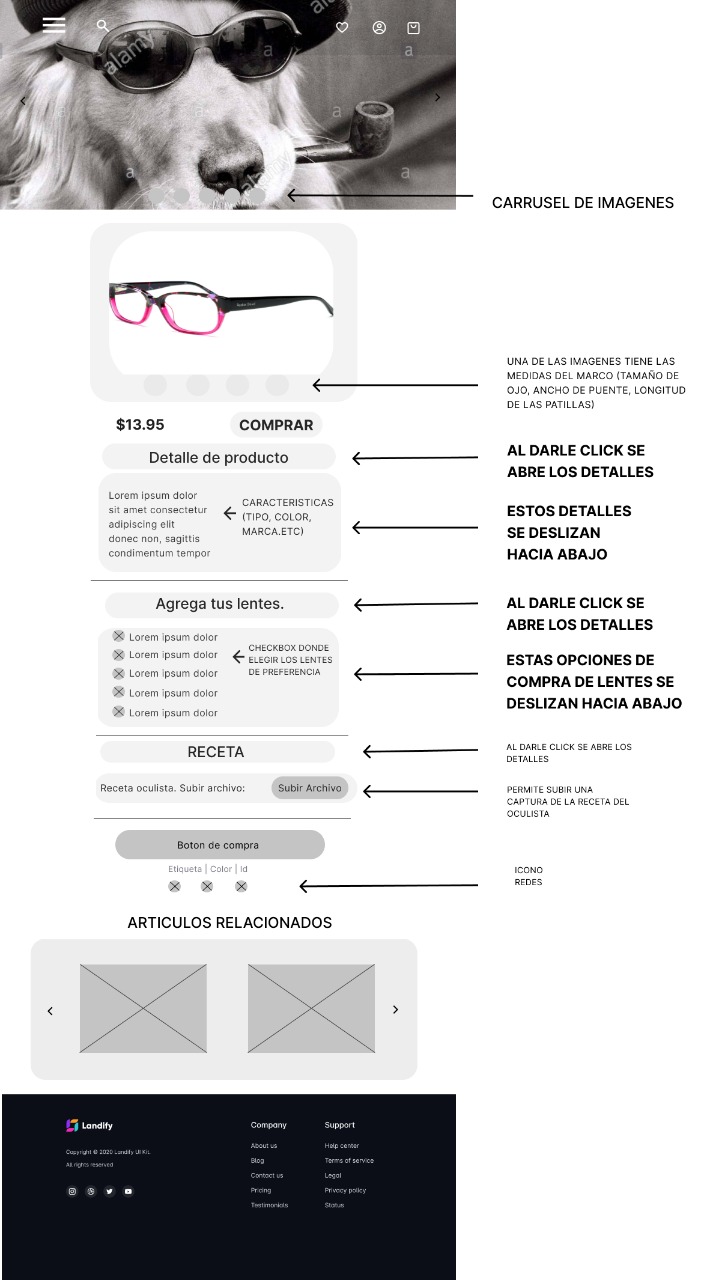 alamy
a
a
a
a
a
alamy
a
a
CARRUSEL DE IMAGENES
UNA DE LAS IMAGENES TIENE LAS
MEDIDAS DEL MARCO (TAMAÑO DE
OJO, ANCHO DE PUENTE, LONGITUD
DE LAS PATILLAS)
$13.95
COMPRAR
Detalle de producto
AL DARLE CLICK SE
ABRE LOS DETALLES
Lorem ipsum dolor
sit amet consectetur
adipiscing elit
donec non, sagittis
condimentum tempor
CARACTERISTICAS
(TIPO, COLOR,
MARCA.ETC)
ESTOS DETALLES
SE DESLIZAN
HACIA ABAJO
Agrega tus lentes.
AL DARLE CLICK SE
ABRE LOS DETALLES
Lorem ipsum dolor
Lorem ipsum dolor
Lorem ipsum dolor
Lorem ipsum dolor
Lorem ipsum dolor
CHECKBOX DONDE
ELEGIR LOS LENTES
DE PREFERENCIA
ESTAS OPCIONES DE
COMPRA DE LENTES SE
DESLIZAN HACIA ABAJO
RECETA
AL DARLE CLICK SE ABRE LOS
DETALLES
Receta oculista. Subir archivo:
Subir Archivo
PERMITE SUBIR UNA
CAPTURA DE LA RECETA DEL
OCULISTA
Boton de compra
Etiqueta | Color | Id
ICONO
REDES
ARTICULOS RELACIONADOS
Landify
Copyright © 2020 Landify UI Kit.
All rights reserved
Company
About us
Blog
Contact us
Pricing
Testimonials
Support
Help center
Terms of service
Legal
Privacy policy
Status